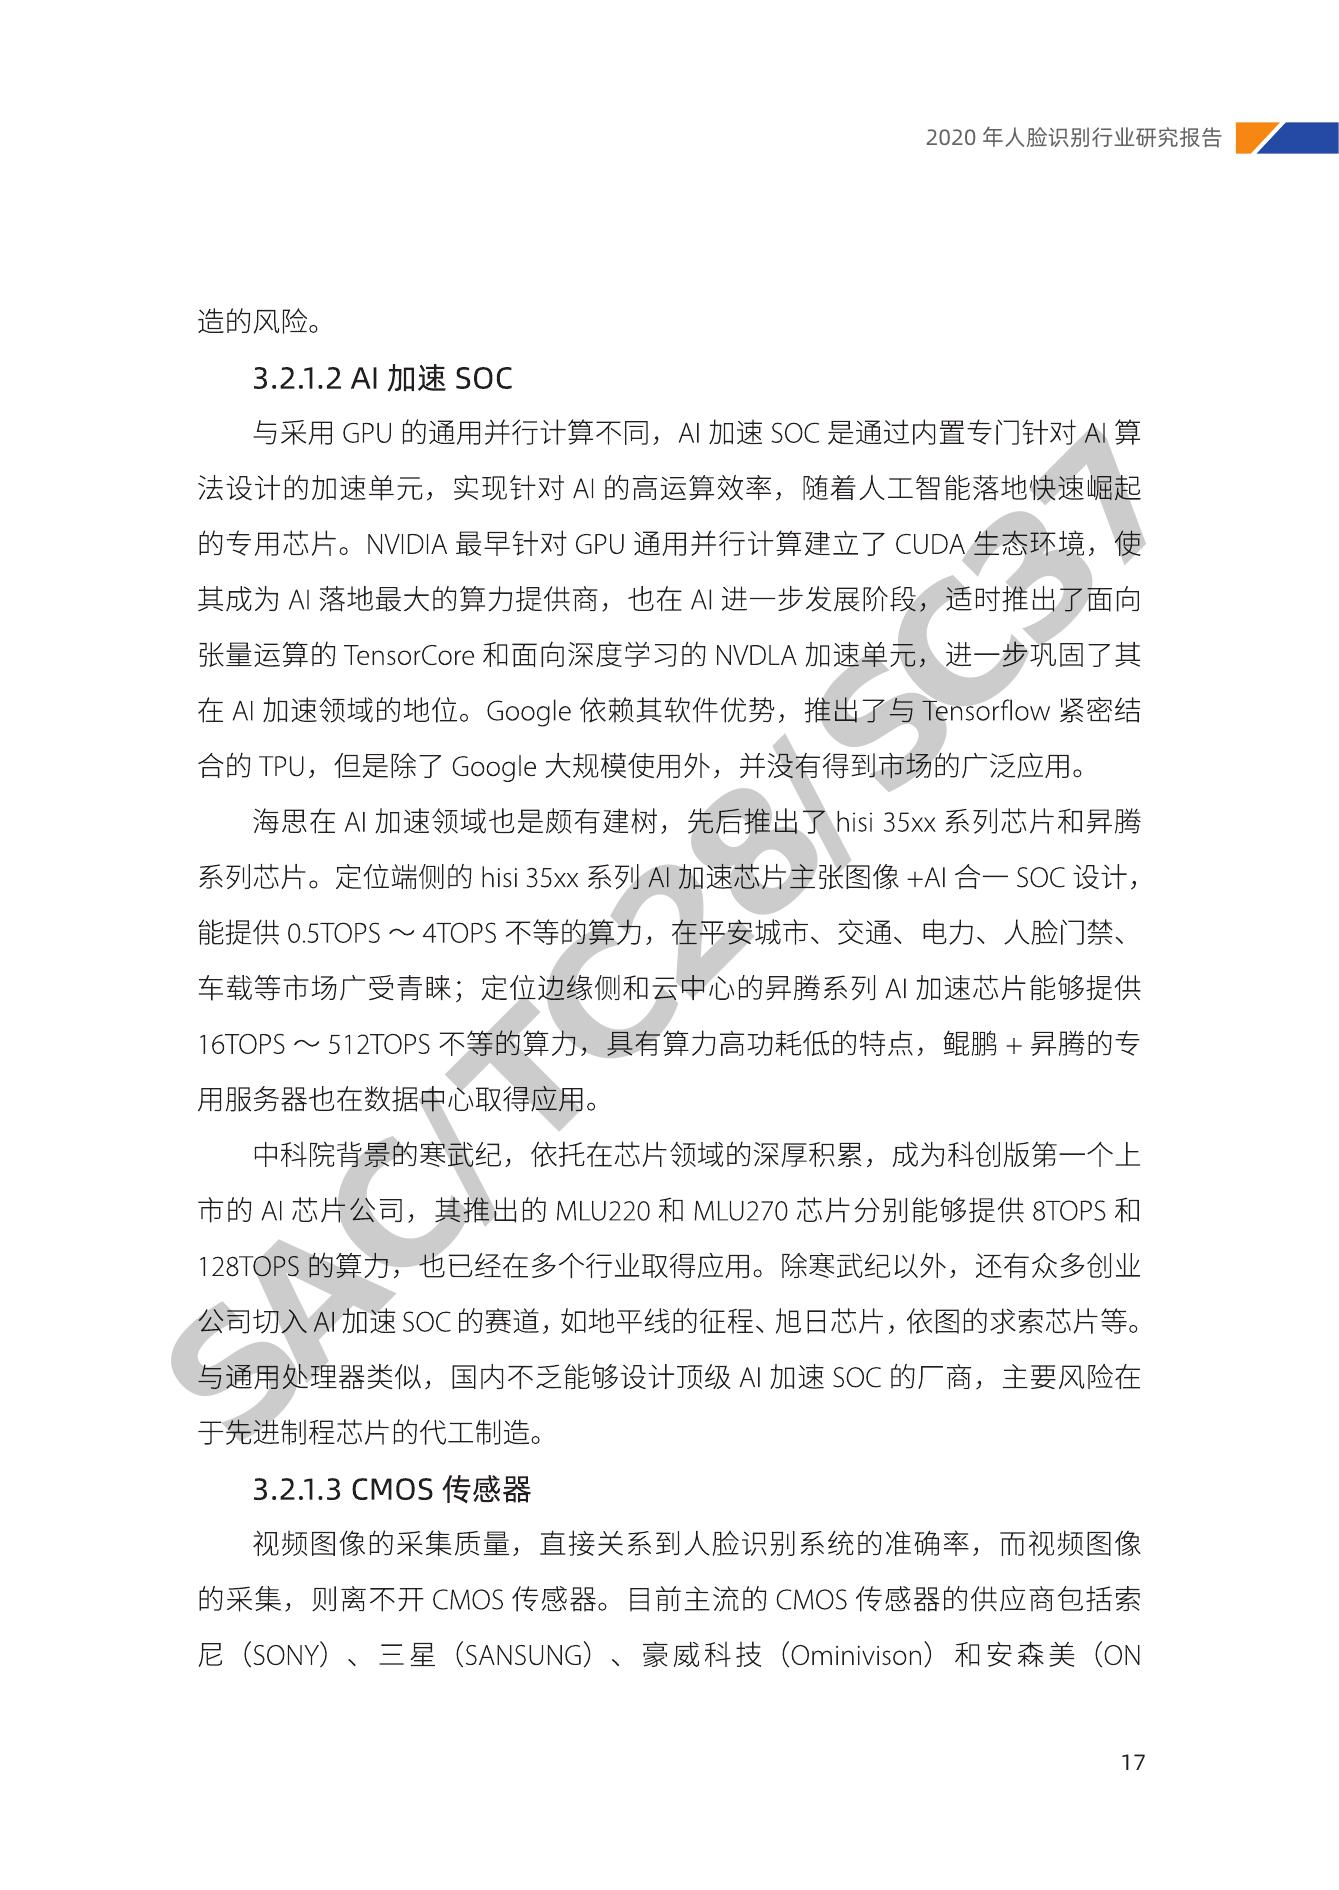 2020 年人脸识别行业研究报告
造的风险。
3.2.1.2 AI 加速 SOC
与采用 GPU 的通用并行计算不同，AI 加速 SOC 是通过内置专门针对 AI 算
法设计的加速单元，实现针对 AI 的高运算效率，随着人工智能落地快速崛起
的专用芯片。NVIDIA 最早针对 GPU 通用并行计算建立了 CUDA 生态环境，使
其成为 AI 落地最大的算力提供商，也在 AI 进一步发展阶段，适时推出了面向
张量运算的 TensorCore 和面向深度学习的 NVDLA 加速单元，进一步巩固了其
在 AI 加速领域的地位。Google 依赖其软件优势，推出了与 Tensorflow 紧密结
合的 TPU，但是除了 Google 大规模使用外，并没有得到市场的广泛应用。
海思在 AI 加速领域也是颇有建树，先后推出了 hisi 35xx 系列芯片和昇腾
系列芯片。定位端侧的 hisi 35xx 系列 AI 加速芯片主张图像 +AI 合一 SOC 设计，
能提供 0.5TOPS ～ 4TOPS 不等的算力，在平安城市、交通、电力、人脸门禁、
车载等市场广受青睐；定位边缘侧和云中心的昇腾系列 AI 加速芯片能够提供
16TOPS ～ 512TOPS 不等的算力，具有算力高功耗低的特点，鲲鹏 + 昇腾的专
用服务器也在数据中心取得应用。
中科院背景的寒武纪，依托在芯片领域的深厚积累，成为科创版第一个上
市的 AI 芯片公司，其推出的 MLU220 和 MLU270 芯片分别能够提供 8TOPS 和
128TOPS 的算力，也已经在多个行业取得应用。除寒武纪以外，还有众多创业
公司切入 AI 加速 SOC 的赛道，如地平线的征程、旭日芯片，依图的求索芯片等。
与通用处理器类似，国内不乏能够设计顶级 AI 加速 SOC 的厂商，主要风险在
于先进制程芯片的代工制造。
3.2.1.3 CMOS 传感器
视频图像的采集质量，直接关系到人脸识别系统的准确率，而视频图像
的采集，则离不开 CMOS 传感器。目前主流的 CMOS 传感器的供应商包括索
尼（SONY）、三星（SANSUNG）、豪威科技（Ominivison）和安森美（ON
17
SAC/TC28/SC37